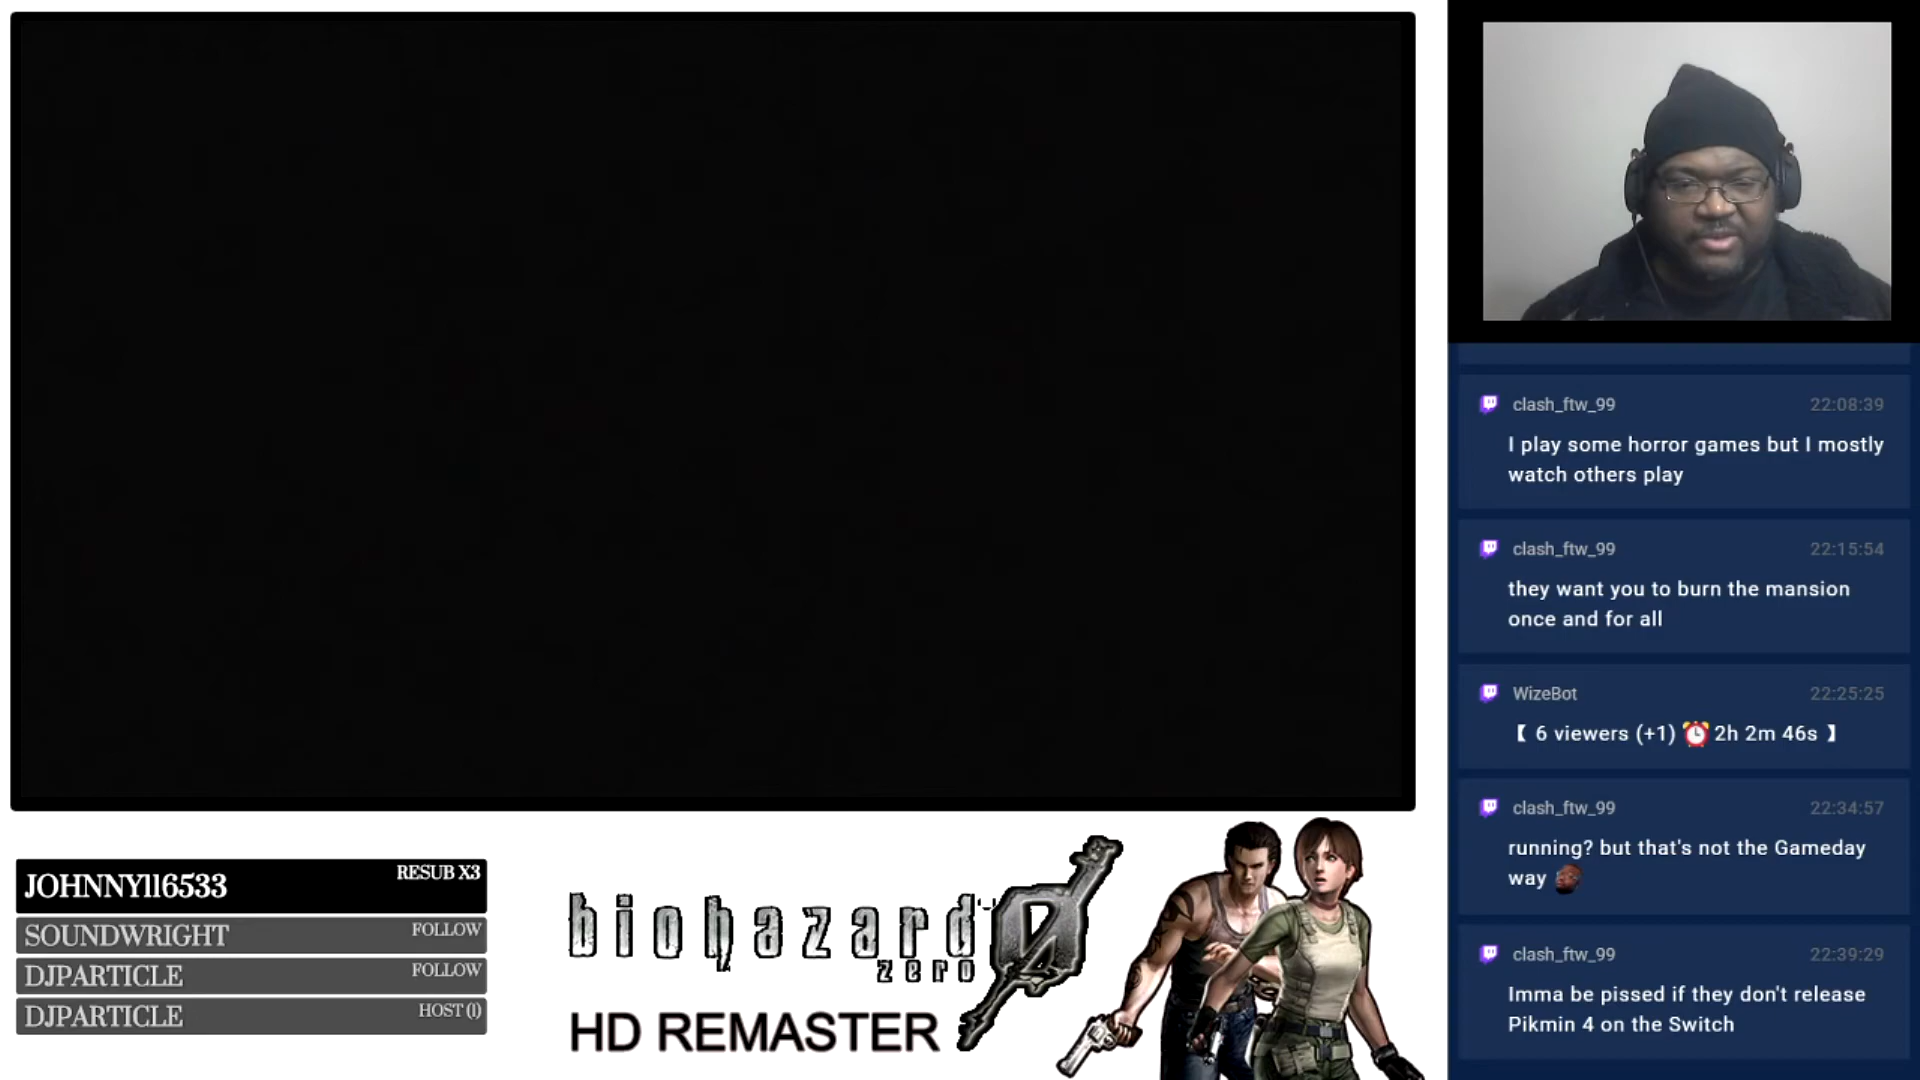 clash_ftw_99 22:08:39
I play some horror games but I mostly
watch others play
clash_ftw_99 22:15:54
they want you to burn the mansion
once and for all
WizeBot 22:25:25
【 6 viewers (+1) ⏰ 2h 2m 46s 】
clash_ftw_99 22:34:57
running? but that's not the Gameday
way
clash_ftw_99 22:39:29
Imma be pissed if they don't release
Pikmin 4 on the Switch
JOHNNY116533 RESUB X3
SOUNDWRIGHT FOLLOW
DJPARTICLE FOLLOW
DJPARTICLE HOST (1)
biohazard 0
zero
HD REMASTER